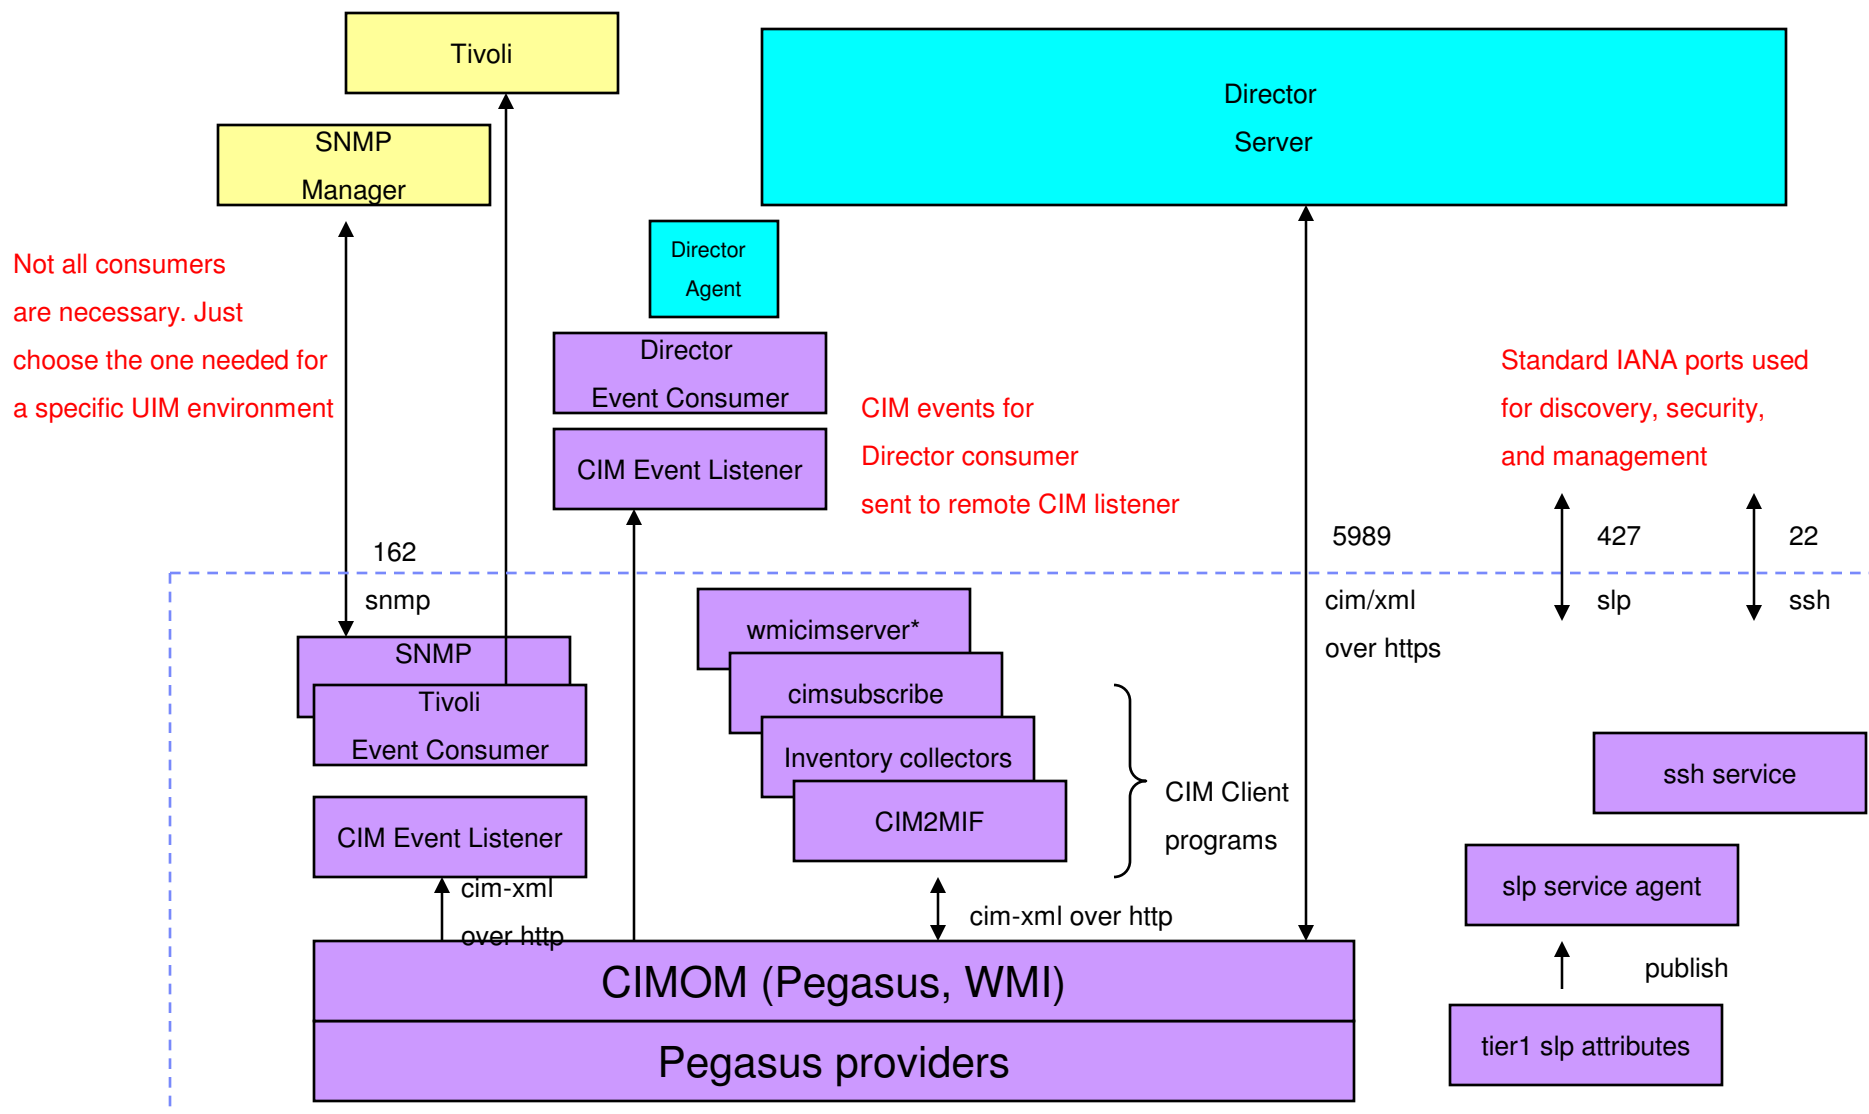 Tivoli
Director
Server
SNMP
Manager
Director
Agent
Not all consumers
are necessary. Just
choose the one needed for
a specific UIM environment
Director
Event Consumer
CIM Event Listener
CIM events for
Director consumer
sent to remote CIM listener
Standard IANA ports used
for discovery, security,
and management
162
snmp
5989
cim/xml
over https
427
slp
22
ssh
SNMP
Tivoli
Event Consumer
CIM Event Listener
cim-xml
over http
wmicimserver*
cimsubscribe
Inventory collectors
CIM2MIF
CIM Client
programs
cim-xml over http
ssh service
slp service agent
publish
tier1 slp attributes
CIMOM (Pegasus, WMI)
Pegasus providers